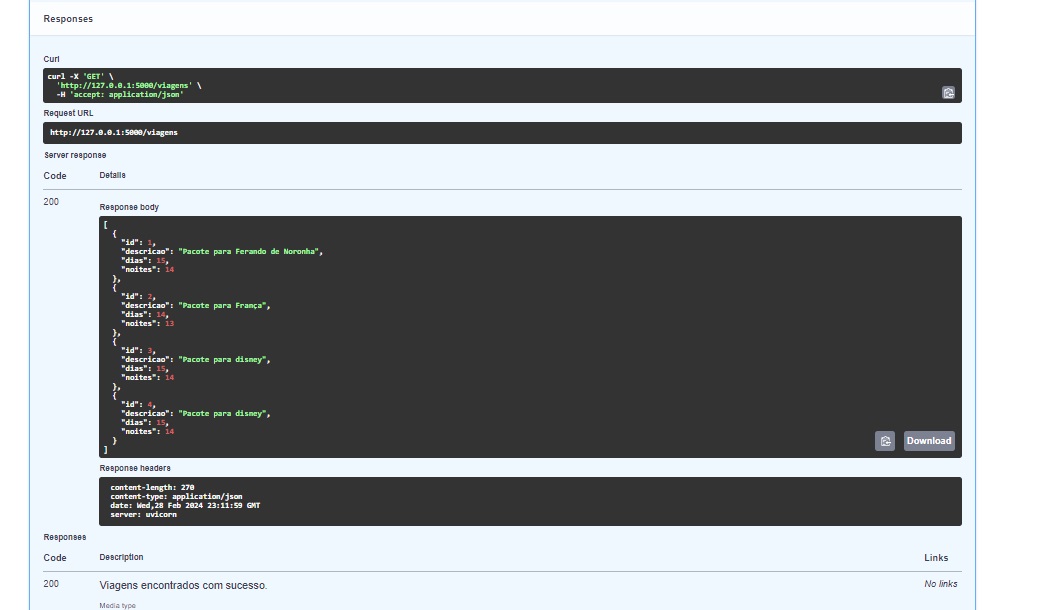 Responses
Curl
curl -X 'GET' \
'http://127.0.0.1:5000/viagens' \
-H 'accept: application/json'
Request URL
http://127.0.0.1:5000/viagens
Server response
Code Details
200
Response body
[
{
"id": 1,
"descricao": "Pacote para Ferando de Noronha",
"dias": 15,
"noites": 14
},
{
"id": 2,
"descricao": "Pacote para França",
"dias": 14,
"noites": 13
},
{
"id": 3,
"descricao": "Pacote para disney",
"dias": 15,
"noites": 14
},
{
"id": 4,
"descricao": "Pacote para disney",
"dias": 15,
"noites": 14
}
]
Download
Response headers
content-length: 270
content-type: application/json
date: Wed,28 Feb 2024 23:11:59 GMT
server: uvicorn
Responses
Code Description Links
200 Viagens encontrados com sucesso. No links
Media type